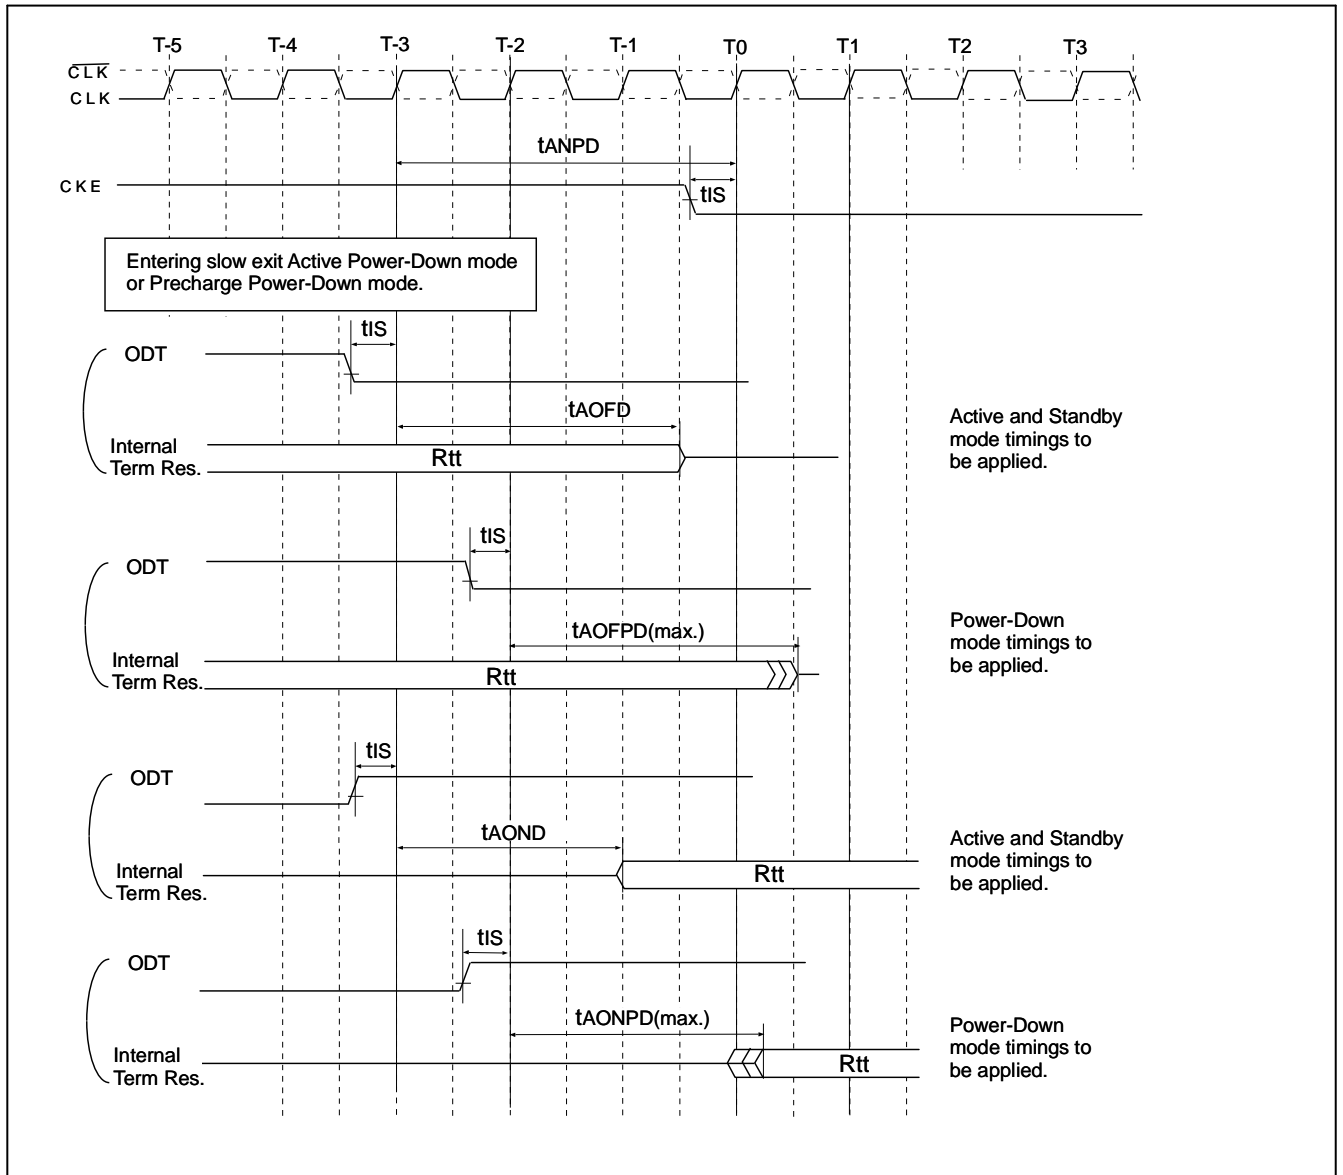 T-5 T-4 T-3 T-2 T-1 T0 T1 T2 T3
CLK
CLK
tANPD
CKE
tIS
Entering slow exit Active Power-Down mode
or Precharge Power-Down mode.
tIS
ODT
tAOFD
Active and Standby
mode timings to
be applied.
Internal
Term Res.
Rtt
tIS
ODT
tAOFPD(max.)
Power-Down
mode timings to
be applied.
Internal
Term Res.
Rtt
tIS
ODT
tAOND
Active and Standby
mode timings to
be applied.
Internal
Term Res.
Rtt
tIS
ODT
tAONPD(max.)
Power-Down
mode timings to
be applied.
Internal
Term Res.
Rtt